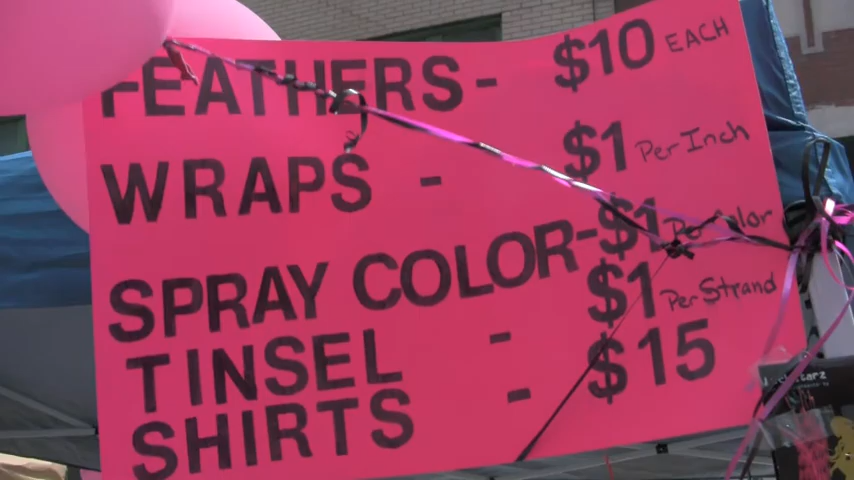 FEATHERS- $10 EACH
WRAPS - $1 Per Inch
SPRAY COLOR-$1 Per Color
TINSEL - $1 Per Strand
SHIRTS - $15